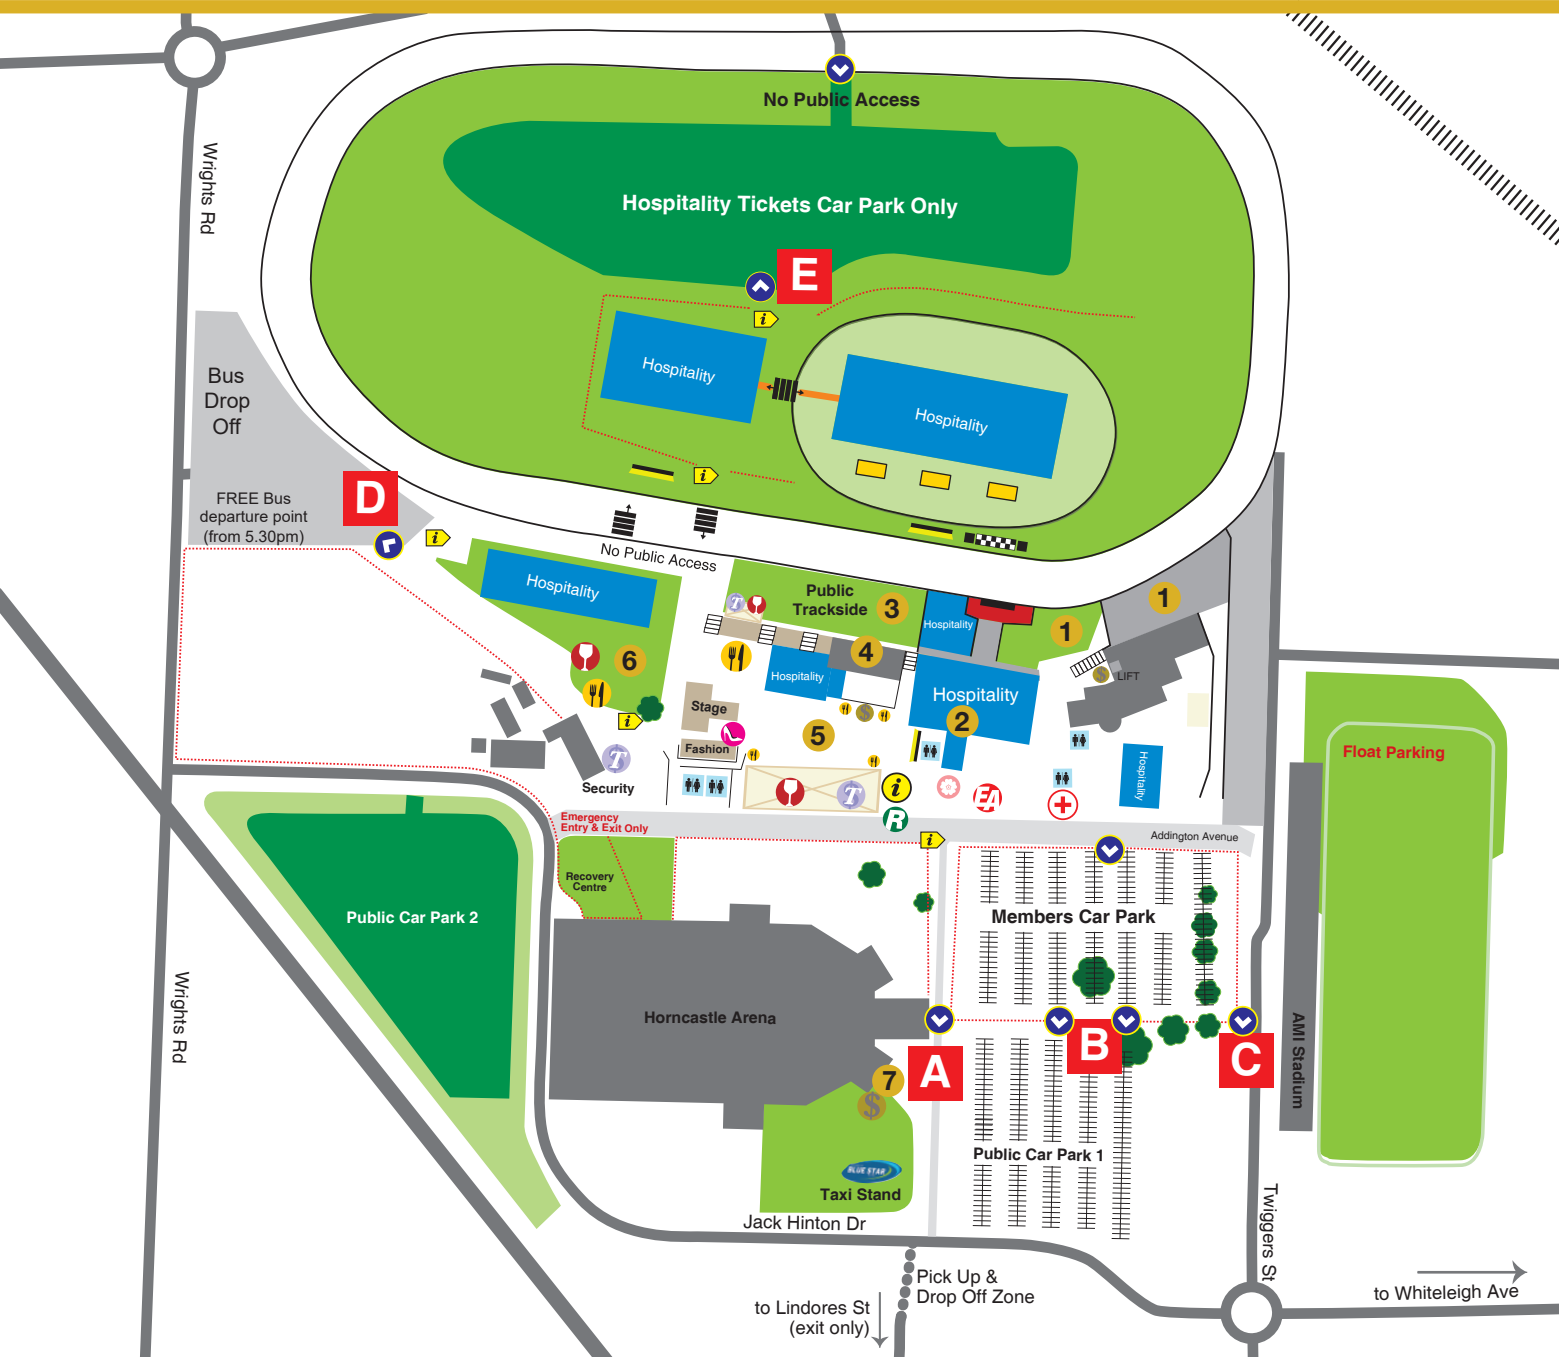 No Public Access
Wrights Rd
Hospitality Tickets Car Park Only
E
i
Hospitality
Hospitality
Bus
Drop
Off
D
FREE Bus
departure point
(from 5.30pm)
i
i
No Public Access
Hospitality
Public
Trackside
3
T
1
1
Hospitality
4
6
Hospitality
LIFT
$
Hospitality
2
Stage
$
5
i
Fashion
T
Security
Hospitality
T
i
EA
R
Emergency
Entry & Exit Only
i
Addington Avenue
Float Parking
Recovery
Centre
Public Car Park 2
Members Car Park
Wrights Rd
Horncastle Arena
AMI Stadium
A
B
C
7
$
Public Car Park 1
BLUE STAR
Taxi Stand
Jack Hinton Dr
Twiggers St
Pick Up &
Drop Off Zone
to Whiteleigh Ave
to Lindores St
(exit only)